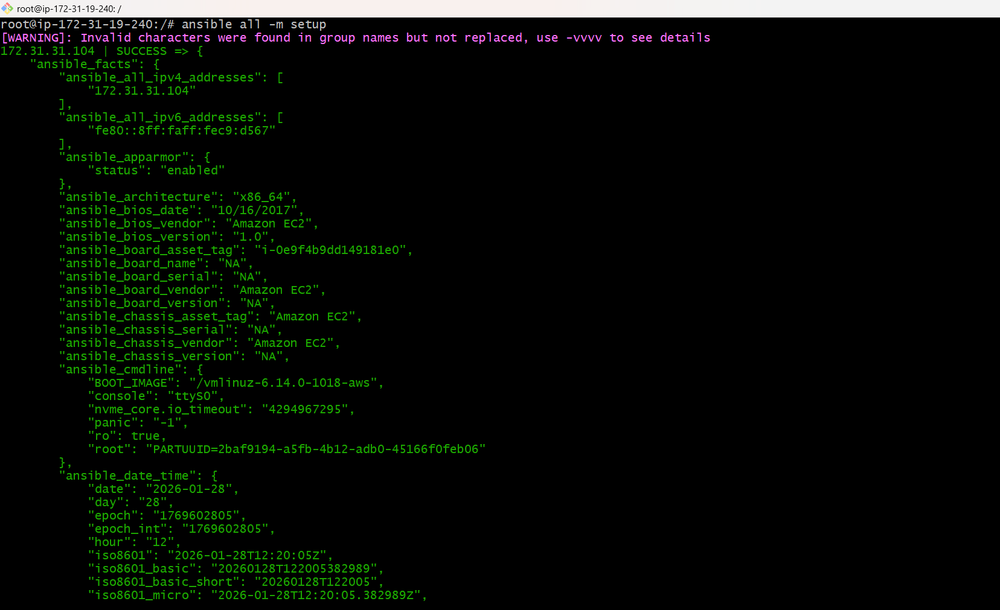 root@ip-172-31-19-240: /
root@ip-172-31-19-240:/# ansible all -m setup
[WARNING]: Invalid characters were found in group names but not replaced, use -vvvv to see details
172.31.31.104 | SUCCESS => {
    "ansible_facts": {
        "ansible_all_ipv4_addresses": [
            "172.31.31.104"
        ],
        "ansible_all_ipv6_addresses": [
            "fe80::8ff:faff:fec9:d567"
        ],
        "ansible_apparmor": {
            "status": "enabled"
        },
        "ansible_architecture": "x86_64",
        "ansible_bios_date": "10/16/2017",
        "ansible_bios_vendor": "Amazon EC2",
        "ansible_bios_version": "1.0",
        "ansible_board_asset_tag": "i-0e9f4b9dd149181e0",
        "ansible_board_name": "NA",
        "ansible_board_serial": "NA",
        "ansible_board_vendor": "Amazon EC2",
        "ansible_board_version": "NA",
        "ansible_chassis_asset_tag": "Amazon EC2",
        "ansible_chassis_serial": "NA",
        "ansible_chassis_vendor": "Amazon EC2",
        "ansible_chassis_version": "NA",
        "ansible_cmdline": {
            "BOOT_IMAGE": "/vmlinuz-6.14.0-1018-aws",
            "console": "ttyS0",
            "nvme_core.io_timeout": "4294967295",
            "panic": "-1",
            "ro": true,
            "root": "PARTUUID=2baf9194-a5fb-4b12-adb0-45166f0feb06"
        },
        "ansible_date_time": {
            "date": "2026-01-28",
            "day": "28",
            "epoch": "1769602805",
            "epoch_int": "1769602805",
            "hour": "12",
            "iso8601": "2026-01-28T12:20:05Z",
            "iso8601_basic": "20260128T122005382989",
            "iso8601_basic_short": "20260128T122005",
            "iso8601_micro": "2026-01-28T12:20:05.382989Z",